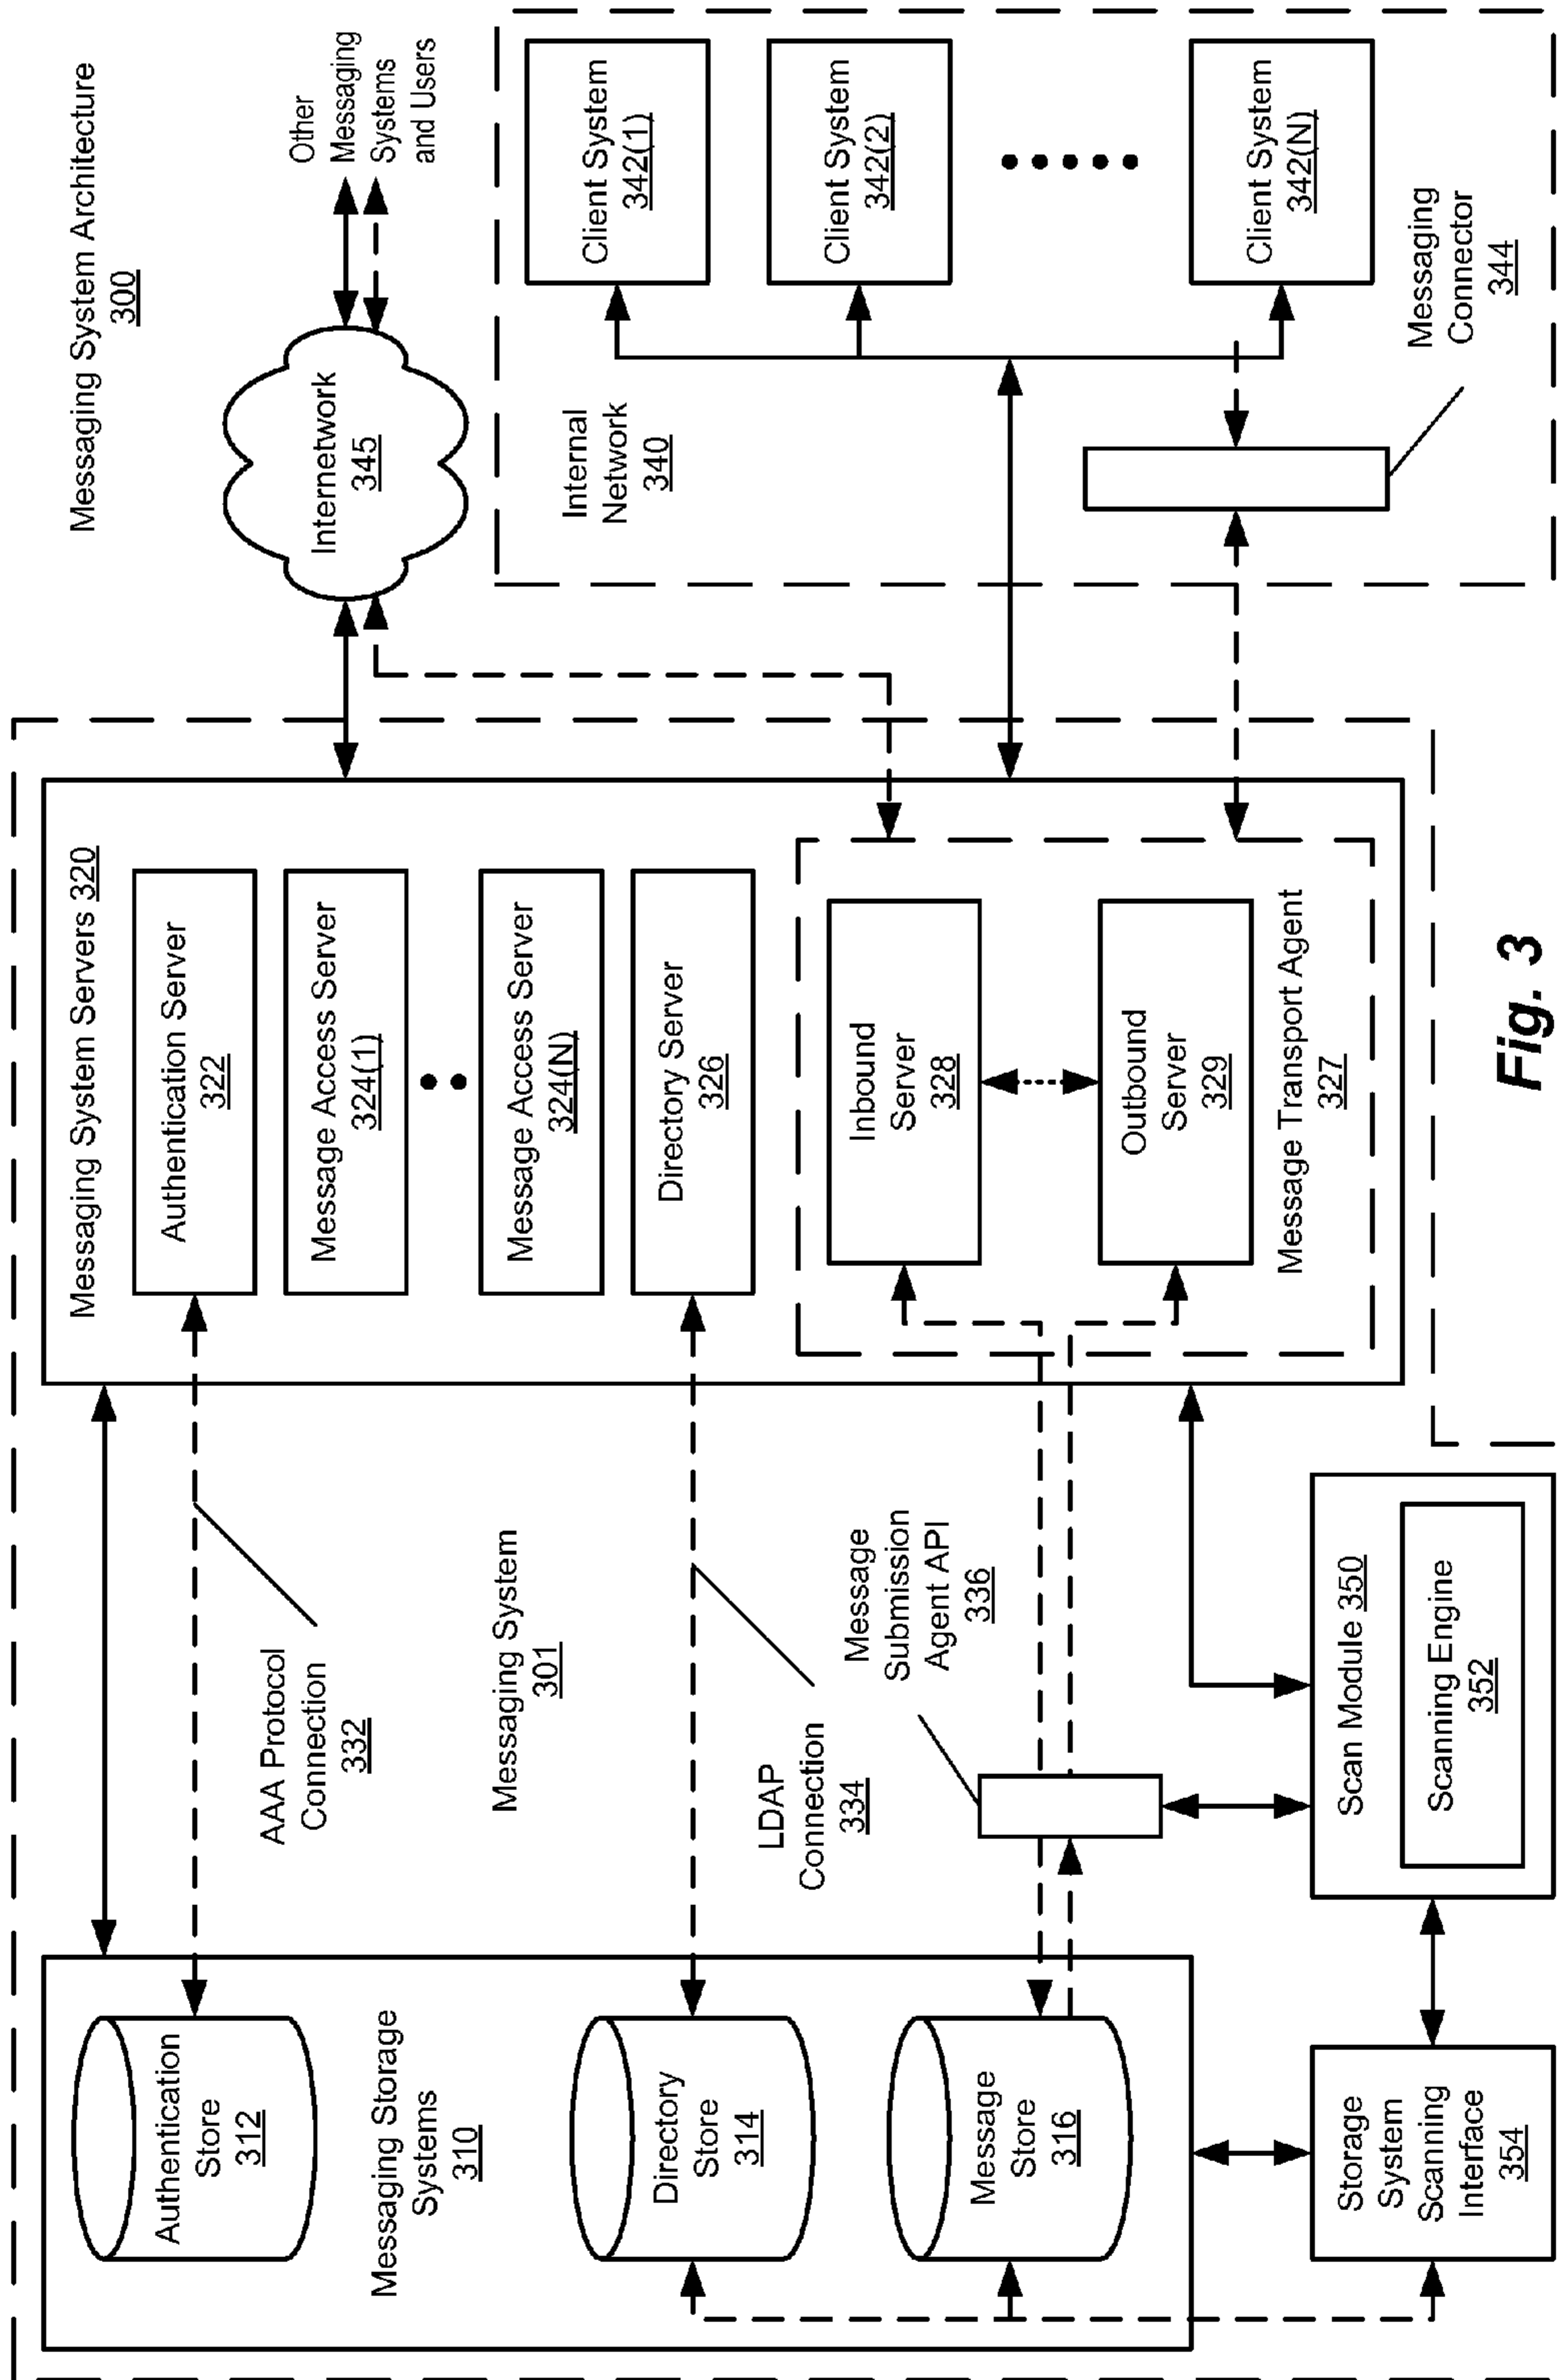 Messaging System Architecture
300
Other
Messaging
Systems
and Users
Internetwork
345
Internal
Network
340
Client System
342(1)
Client System
342(2)
Client System
342(N)
Messaging
Connector
344
Messaging System Servers 320
Authentication Server
322
Message Access Server
324(1)
Message Access Server
324(N)
Directory Server
326
Inbound
Server
328
Outbound
Server
329
Message Transport Agent
327
AAA Protocol
Connection
332
Messaging System
301
LDAP
Connection
334
Message
Submission
Agent API
336
Scan Module 350
Scanning Engine
352
Authentication
Store
312
Messaging Storage
Systems
310
Directory
Store
314
Message
Store
316
Storage
System
Scanning
Interface
354
Fig. 3